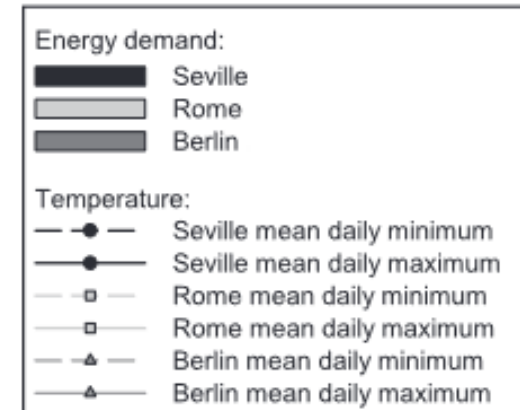 Energy demand:
Seville
Rome
Berlin
Temperature:
Seville mean daily minimum
Seville mean daily maximum
Rome mean daily minimum
Rome mean daily maximum
Berlin mean daily minimum
Berlin mean daily maximum